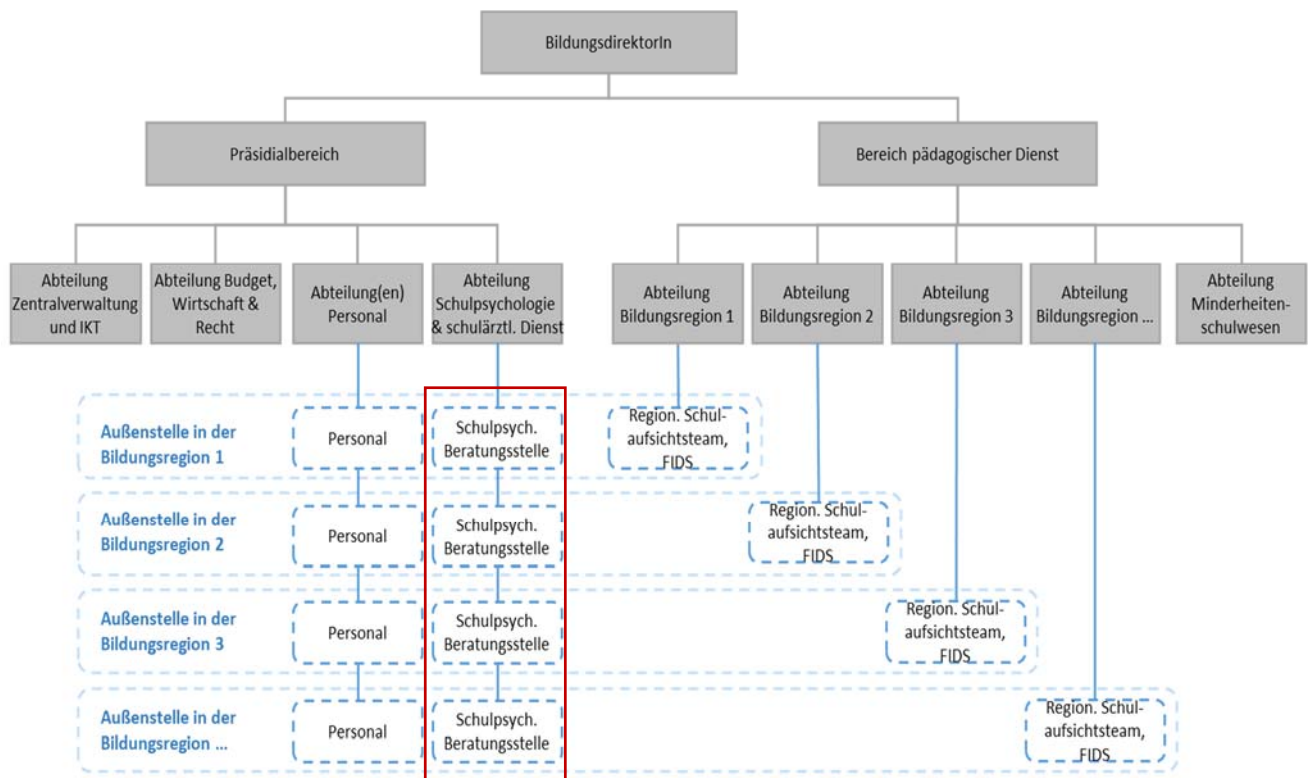 BildungsdirektorIn
Präsidialbereich
Bereich pädagogischer Dienst
Abteilung
Zentralverwaltung
und IKT
Abteilung Budget,
Wirtschaft &
Recht
Abteilung(en)
Personal
Abteilung
Schulpsychologie
& schulärztl. Dienst
Abteilung
Bildungsregion 1
Abteilung
Bildungsregion 2
Abteilung
Bildungsregion 3
Abteilung
Bildungsregion ...
Abteilung
Minderheiten-
schulwesen
Außenstelle in der
Bildungsregion 1
Personal
Schulpsych.
Beratungsstelle
Region. Schul-
aufsichtsteam,
FIDS
Außenstelle in der
Bildungsregion 2
Personal
Schulpsych.
Beratungsstelle
Region. Schul-
aufsichtsteam,
FIDS
Außenstelle in der
Bildungsregion 3
Personal
Schulpsych.
Beratungsstelle
Region. Schul-
aufsichtsteam,
FIDS
Außenstelle in der
Bildungsregion ...
Personal
Schulpsych.
Beratungsstelle
Region. Schul-
aufsichtsteam,
FIDS